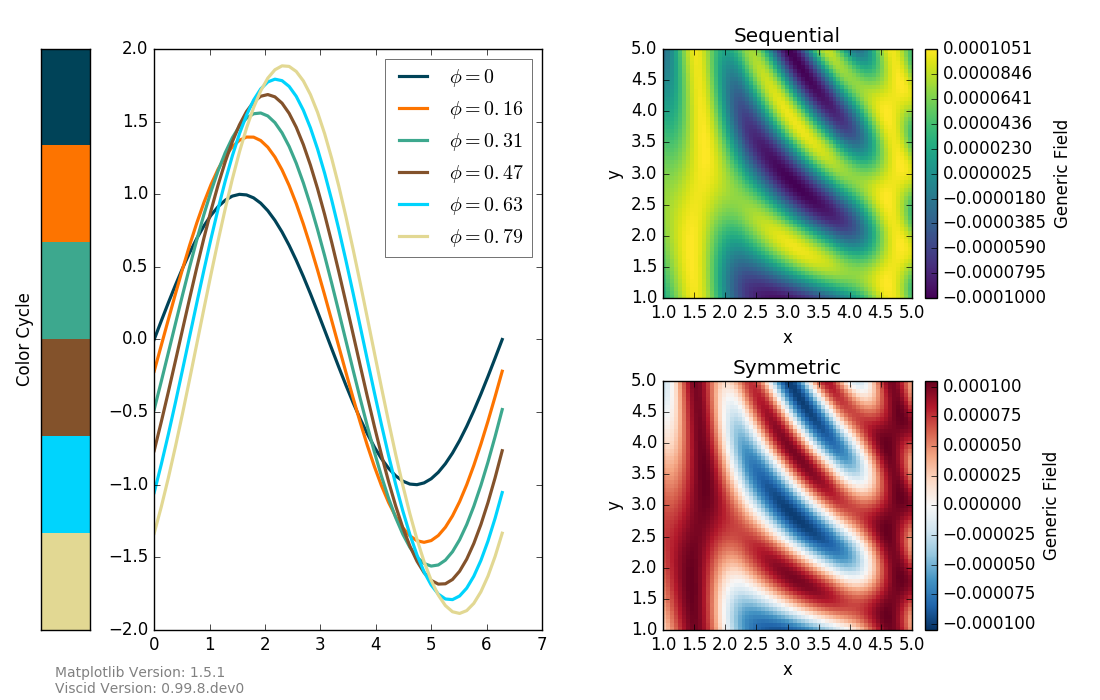 Color Cycle
2.0
1.5
1.0
0.5
0.0
−0.5
−1.0
−1.5
−2.0
0 1 2 3 4 5 6 7
ϕ = 0
ϕ = 0.16
ϕ = 0.31
ϕ = 0.47
ϕ = 0.63
ϕ = 0.79
Matplotlib Version: 1.5.1
Viscid Version: 0.99.8.dev0
Sequential
y
5.0
4.5
4.0
3.5
3.0
2.5
2.0
1.5
1.0
1.0 1.5 2.0 2.5 3.0 3.5 4.0 4.5 5.0
x
0.0001051
0.0000846
0.0000641
0.0000436
0.0000230
0.0000025
−0.0000180
−0.0000385
−0.0000590
−0.0000795
−0.0001000
Generic Field
Symmetric
y
5.0
4.5
4.0
3.5
3.0
2.5
2.0
1.5
1.0
1.0 1.5 2.0 2.5 3.0 3.5 4.0 4.5 5.0
x
0.000100
0.000075
0.000050
0.000025
0.000000
−0.000025
−0.000050
−0.000075
−0.000100
Generic Field